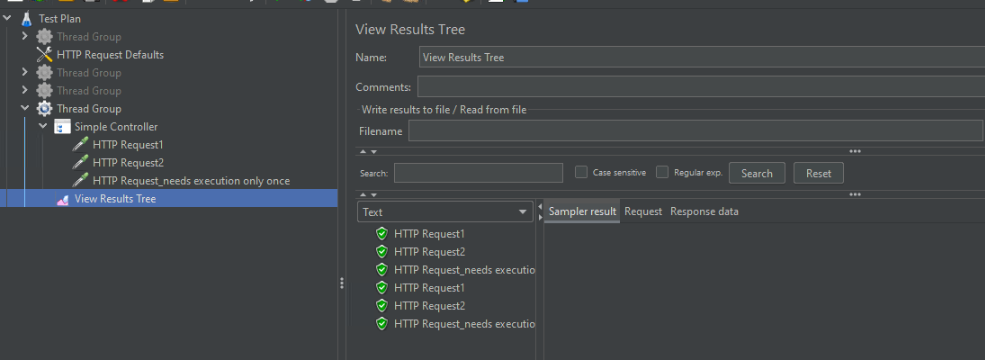 Test Plan
Thread Group
HTTP Request Defaults
Thread Group
Thread Group
Thread Group
Simple Controller
HTTP Request1
HTTP Request2
HTTP Request_needs execution only once
View Results Tree
View Results Tree
Name: View Results Tree
Comments:
Write results to file / Read from file
Filename
Search: Case sensitive Regular exp. Search Reset
Text Sampler result Request Response data
HTTP Request1
HTTP Request2
HTTP Request_needs executio
HTTP Request1
HTTP Request2
HTTP Request_needs executio